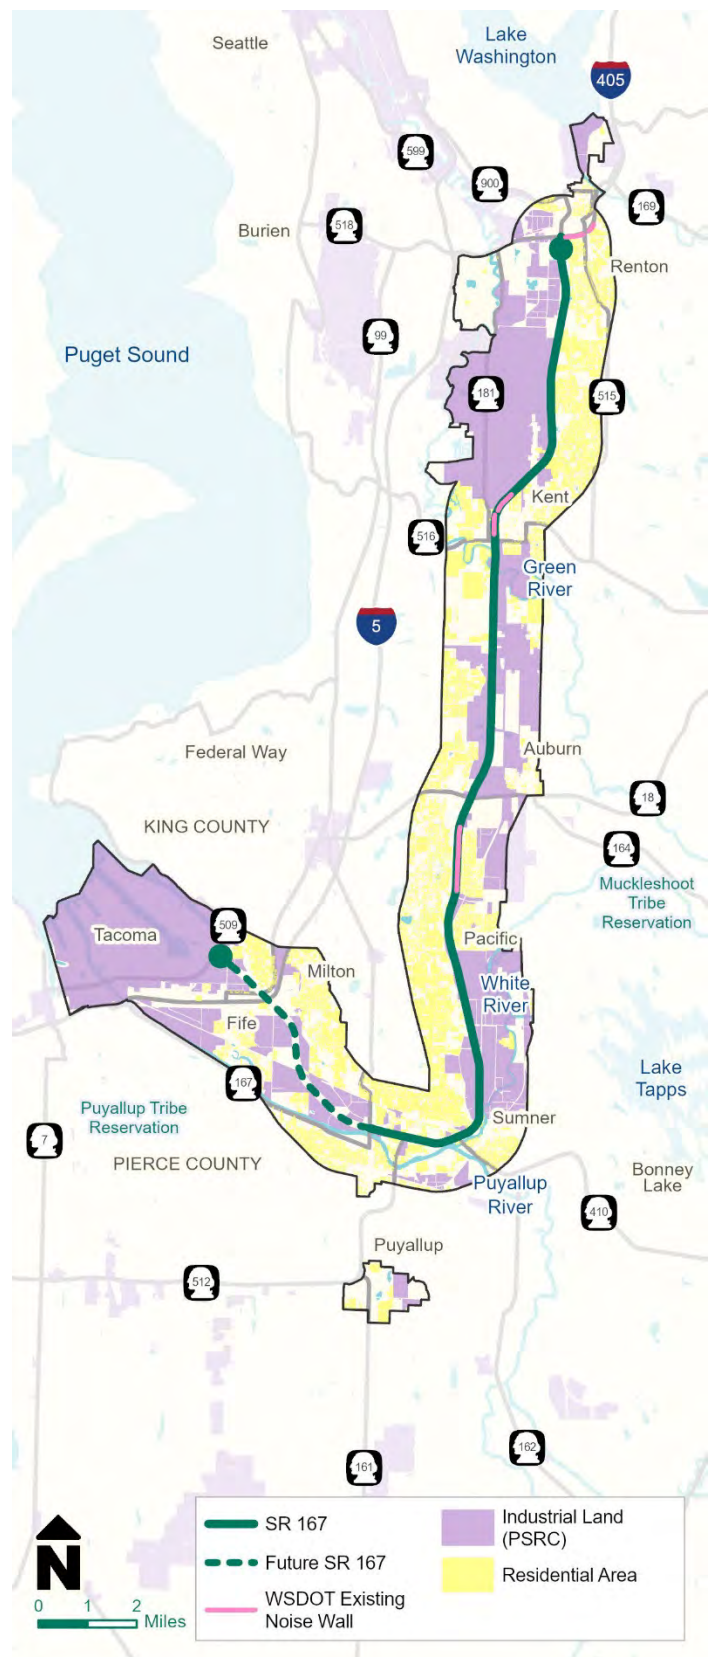 Seattle
Lake
Washington
405
599
900
169
518
Burien
Renton
99
Puget Sound
181
515
Kent
516
Green
River
5
Federal Way
Auburn
18
KING COUNTY
164
Muckleshoot
Tribe
Reservation
509
Tacoma
Pacific
Milton
White
River
Fife
Lake
Tapps
167
Puyallup Tribe
Reservation
Sumner
7
PIERCE COUNTY
Bonney
Lake
Puyallup
River
410
Puyallup
512
162
161
SR 167
Future SR 167
WSDOT Existing
Noise Wall
Industrial Land
(PSRC)
Residential Area
N
0 1 2
Miles